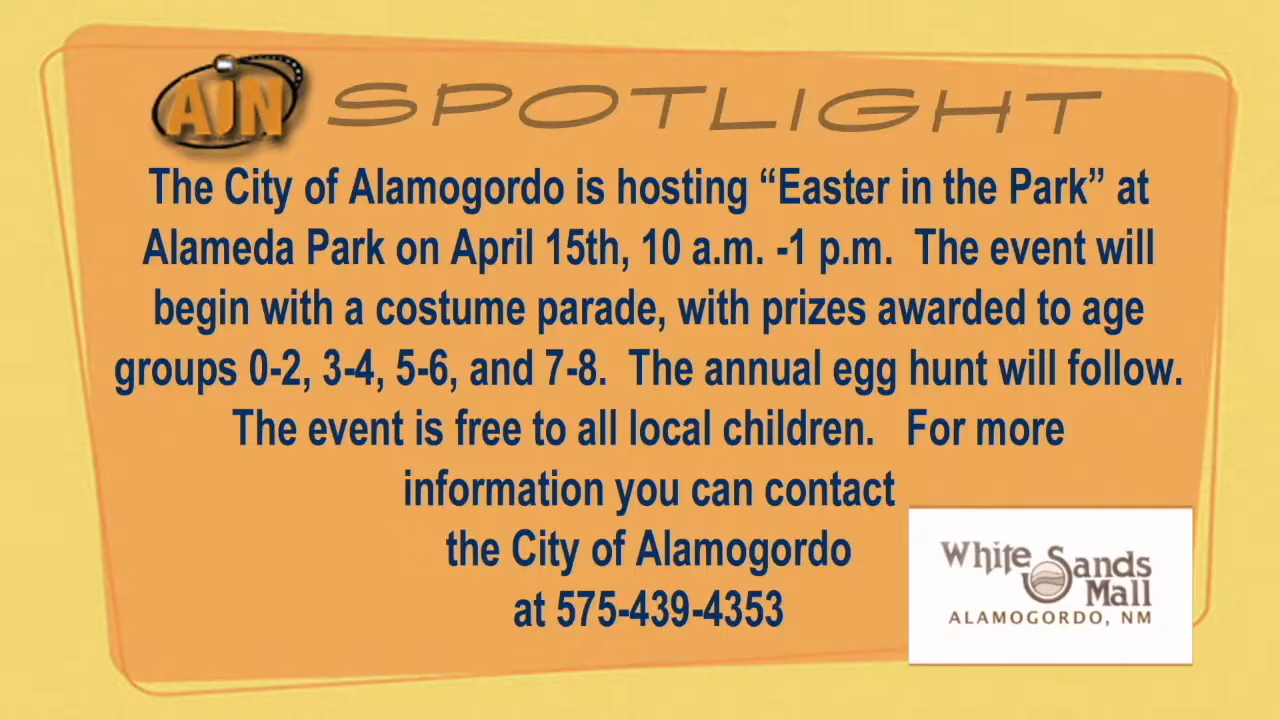 AJN SPOTLIGHT
The City of Alamogordo is hosting “Easter in the Park” at
Alameda Park on April 15th, 10 a.m. -1 p.m.  The event will
begin with a costume parade, with prizes awarded to age
groups 0-2, 3-4, 5-6, and 7-8.  The annual egg hunt will follow.
The event is free to all local children.   For more
information you can contact
the City of Alamogordo
at 575-439-4353
White Sands
Mall
ALAMOGORDO, NM